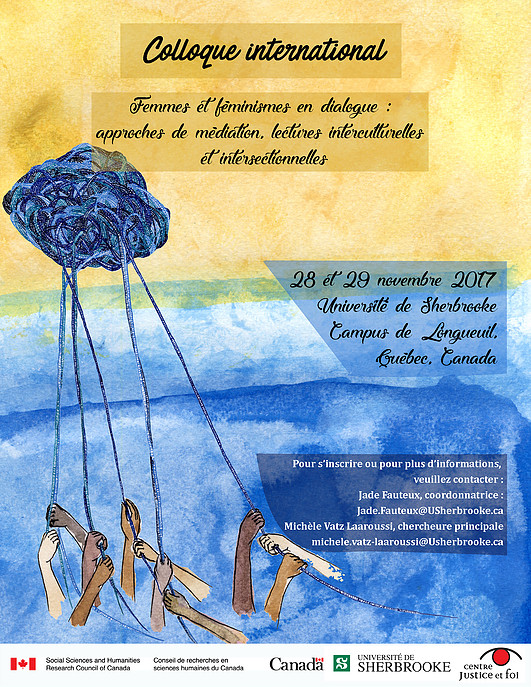 Colloque international
Femmes et féminismes en dialogue :
approches de médiation, lectures interculturelles
et intersectionnelles
28 et 29 novembre 2017
Université de Sherbrooke
Campus de Longueuil,
Québec, Canada
Pour s'inscrire ou pour plus d'informations,
veuillez contacter :
Jade Fauteux, coordonnatrice :
Jade.Fauteux@USherbrooke.ca
Michèle Vatz Laaroussi, chercheure principale
michele.vatz-laaroussi@Usherbrooke.ca
Social Sciences and Humanities
Research Council of Canada
Conseil de recherches en
sciences humaines du Canada
Canada
UNIVERSITÉ DE
SHERBROOKE
CENTRE
JUSTICE ET FOI